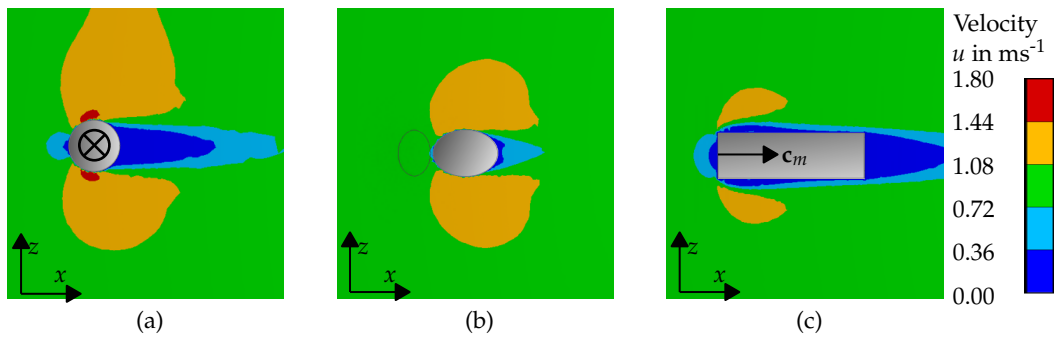 Velocity
u in ms⁻¹
1.80
1.44
1.08
0.72
0.36
0.00
z
x
(a)
z
x
(b)
c_m
z
x
(c)